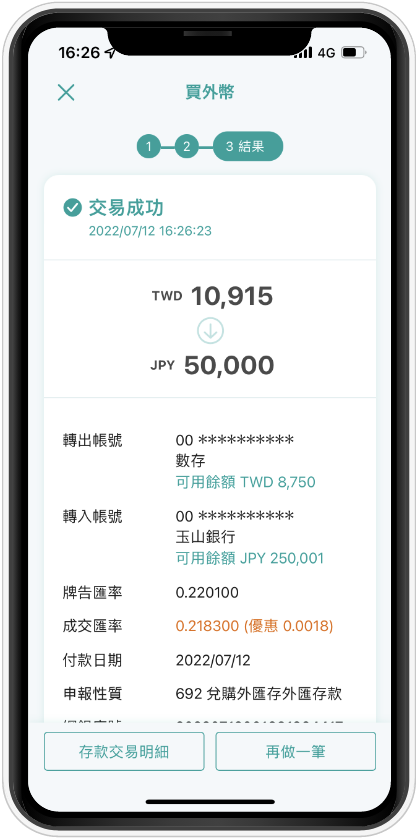 16:26
4G
買外幣
1
2
3 結果
交易成功
2022/07/12 16:26:23
TWD 10,915
JPY 50,000
轉出帳號 00 **********
數存
可用餘額 TWD 8,750
轉入帳號 00 **********
玉山銀行
可用餘額 JPY 250,001
牌告匯率 0.220100
成交匯率 0.218300 (優惠 0.0018)
付款日期 2022/07/12
申報性質 692 兌購外匯存外匯存款
存款交易明細
再做一筆